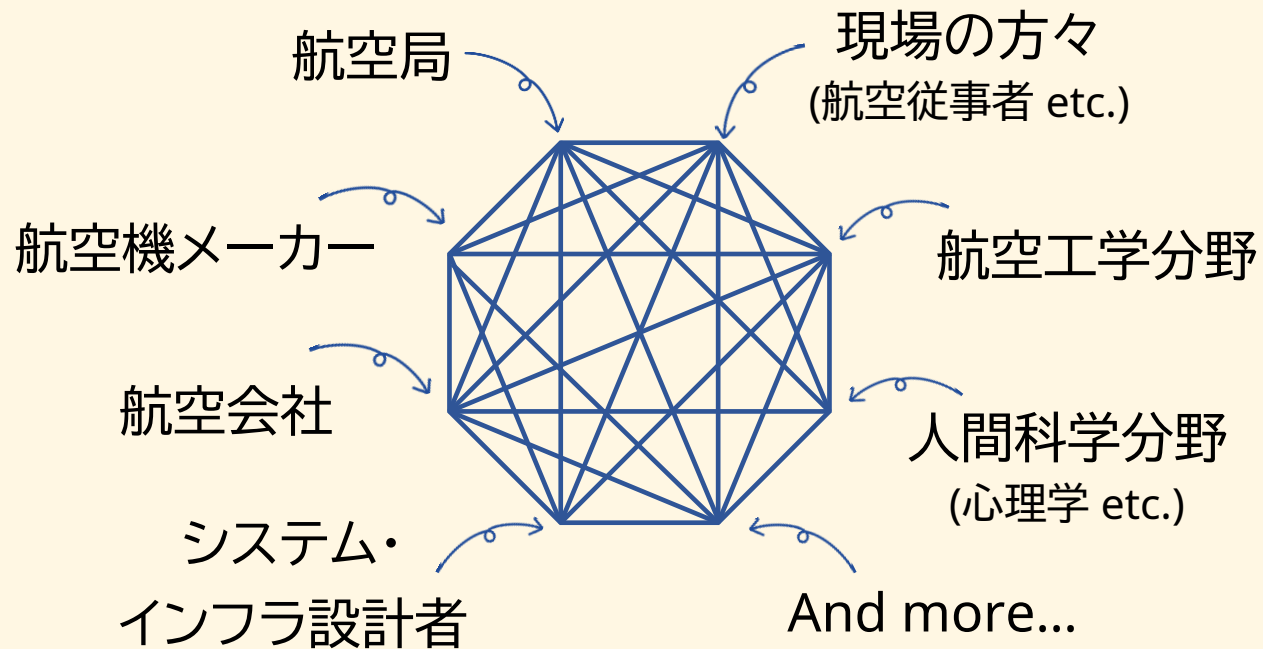 航空局
現場の方々
(航空従事者 etc.)
航空機メーカー
航空工学分野
航空会社
人間科学分野
(心理学 etc.)
システム・
インフラ設計者
And more...